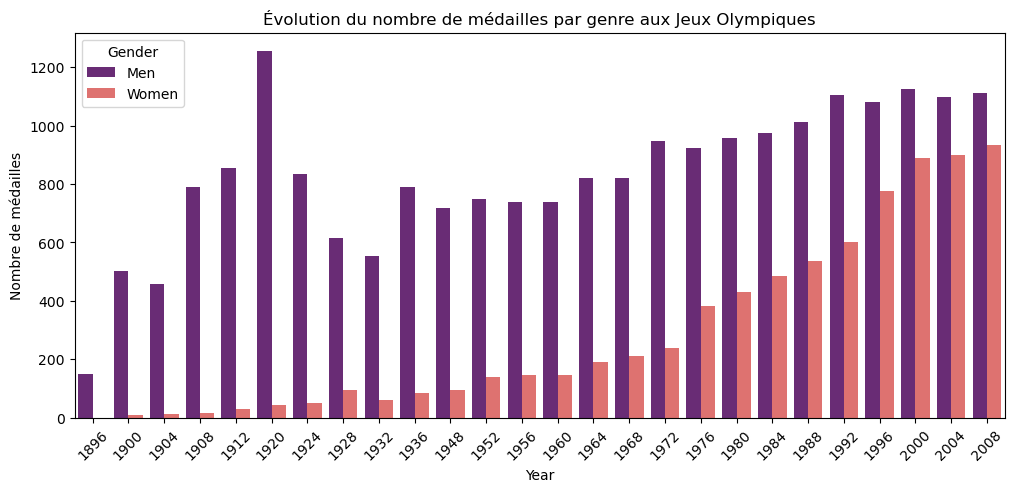 Évolution du nombre de médailles par genre aux Jeux Olympiques
Gender
Men
Women
Nombre de médailles
1200
1000
800
600
400
200
0
1896 1900 1904 1908 1912 1920 1924 1928 1932 1936 1948 1952 1956 1960 1964 1968 1972 1976 1980 1984 1988 1992 1996 2000 2004 2008
Year